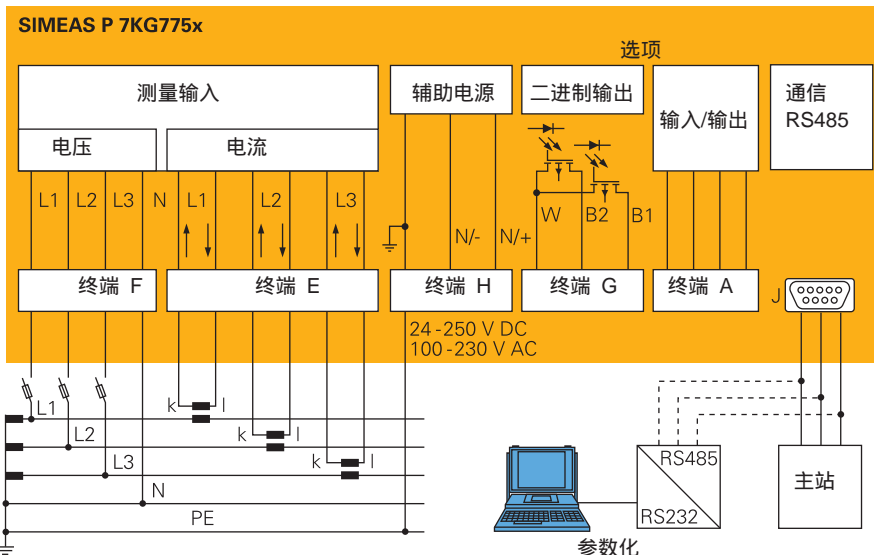 SIMEAS P 7KG775x
选项
测量输入
辅助电源
二进制输出
输入/输出
通信
RS485
电压
电流
L1 L2 L3 N L1 L2 L3
N/- N/+
W B2 B1
终端 F
终端 E
终端 H
终端 G
终端 A
J
24-250 V DC
100-230 V AC
L1
k l
L2
k l
L3
k l
N
PE
RS485
RS232
主站
参数化